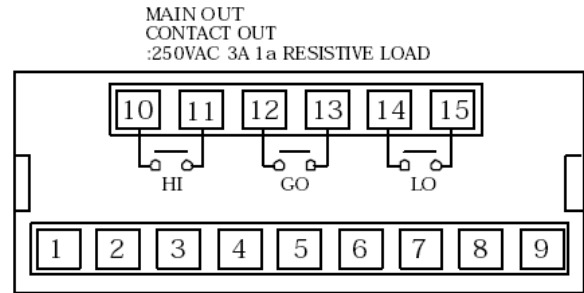 MAIN OUT
CONTACT OUT
:250VAC 3A 1a RESISTIVE LOAD
10 11 12 13 14 15
HI GO LO
1 2 3 4 5 6 7 8 9